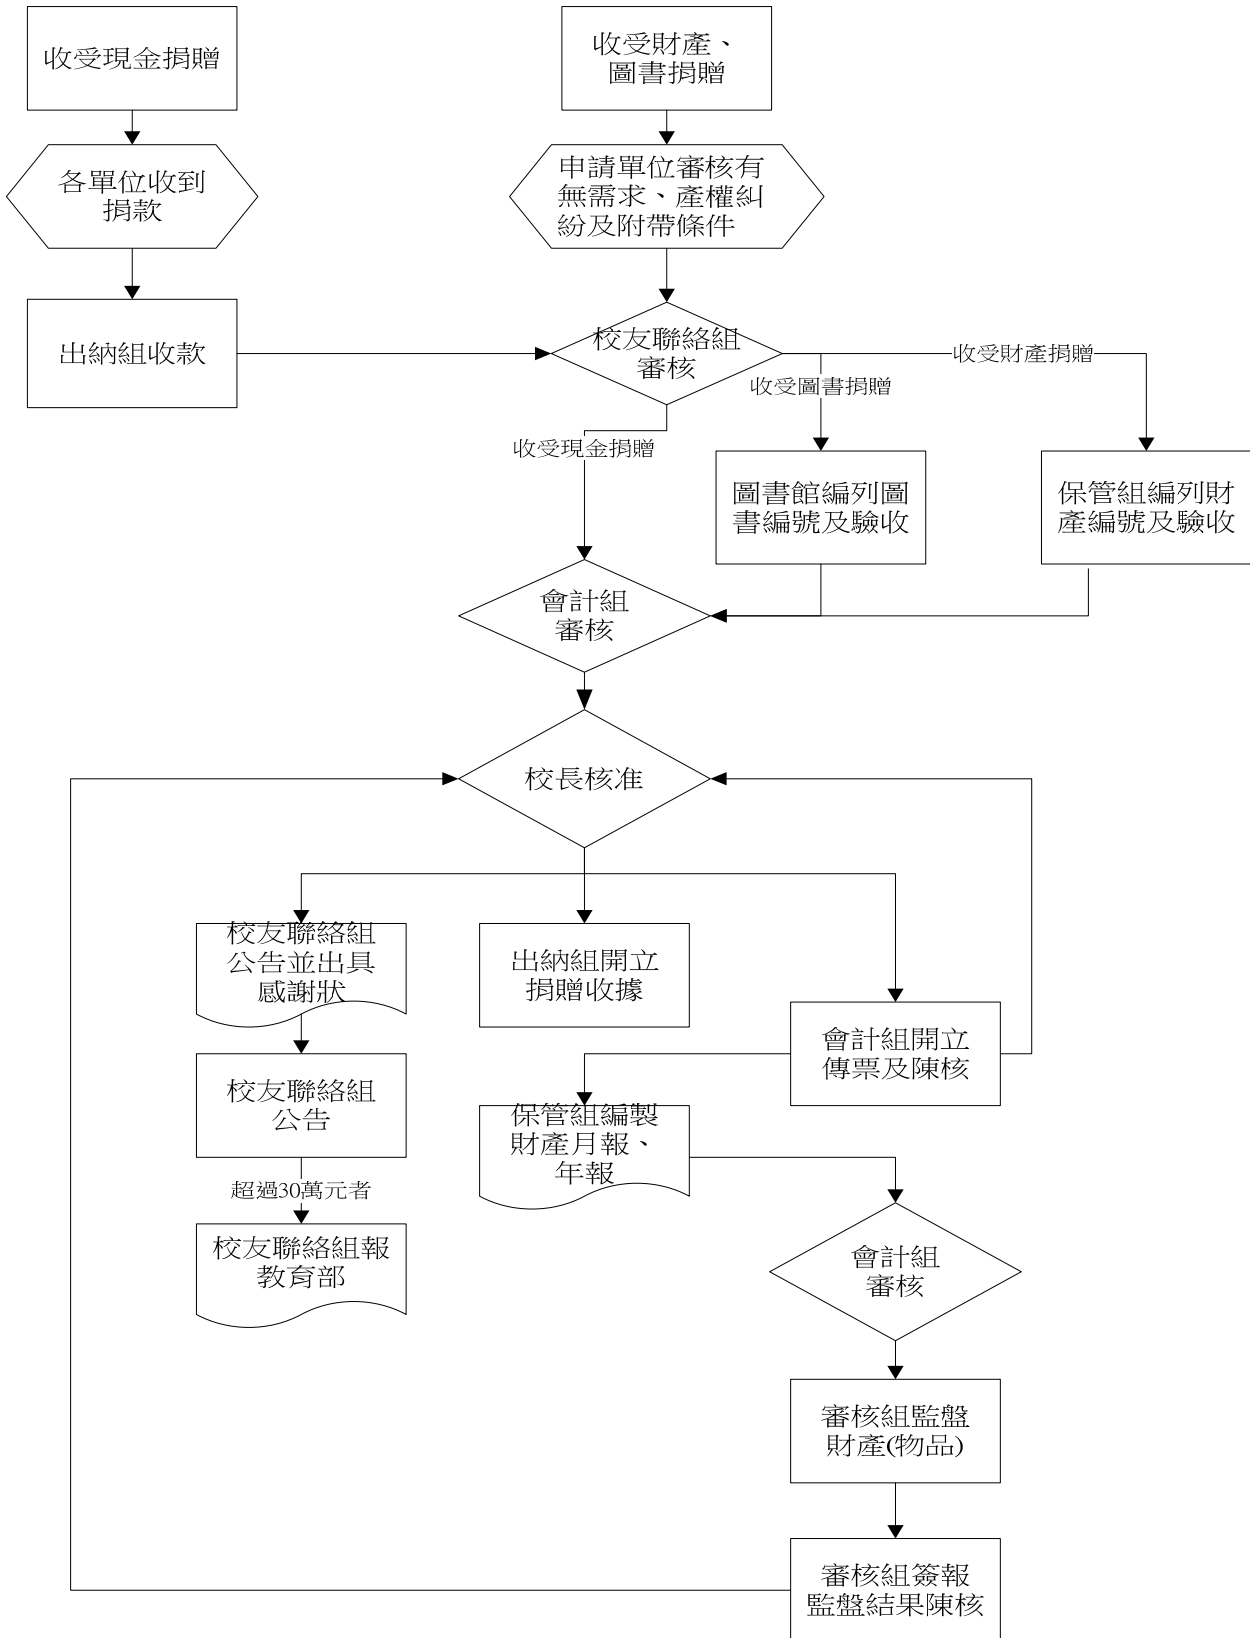 收受現金捐贈
收受財產、
圖書捐贈
各單位收到
捐款
申請單位審核有
無需求、產權糾
紛及附帶條件
出納組收款
校友聯絡組
審核
收受財產捐贈
收受圖書捐贈
收受現金捐贈
圖書館編列圖
書編號及驗收
保管組編列財
產編號及驗收
會計組
審核
校長核准
校友聯絡組
公告並出具
感謝狀
出納組開立
捐贈收據
會計組開立
傳票及陳核
校友聯絡組
公告
保管組編製
財產月報、
年報
超過30萬元者
校友聯絡組報
教育部
會計組
審核
審核組監盤
財產(物品)
審核組簽報
監盤結果陳核